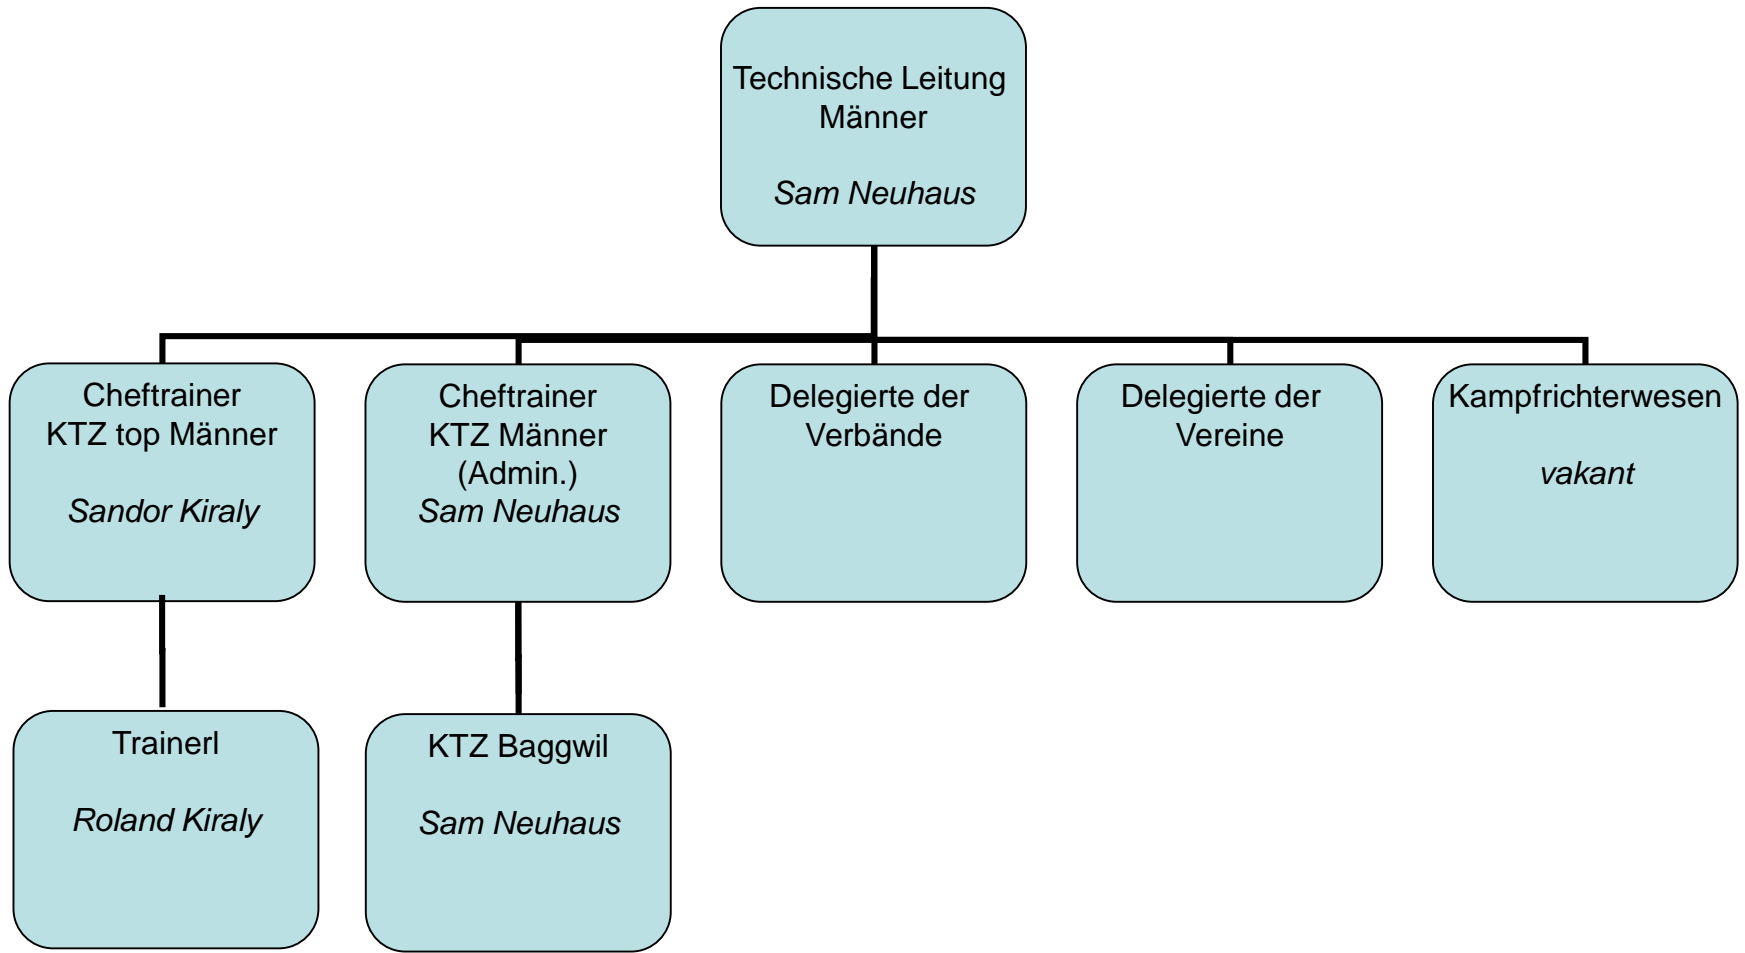 Technische Leitung
Männer
Sam Neuhaus
Cheftrainer
KTZ top Männer
Sandor Kiraly
Cheftrainer
KTZ Männer
(Admin.)
Sam Neuhaus
Delegierte der
Verbände
Delegierte der
Vereine
Kampfrichterwesen
vakant
Trainerl
Roland Kiraly
KTZ Baggwil
Sam Neuhaus